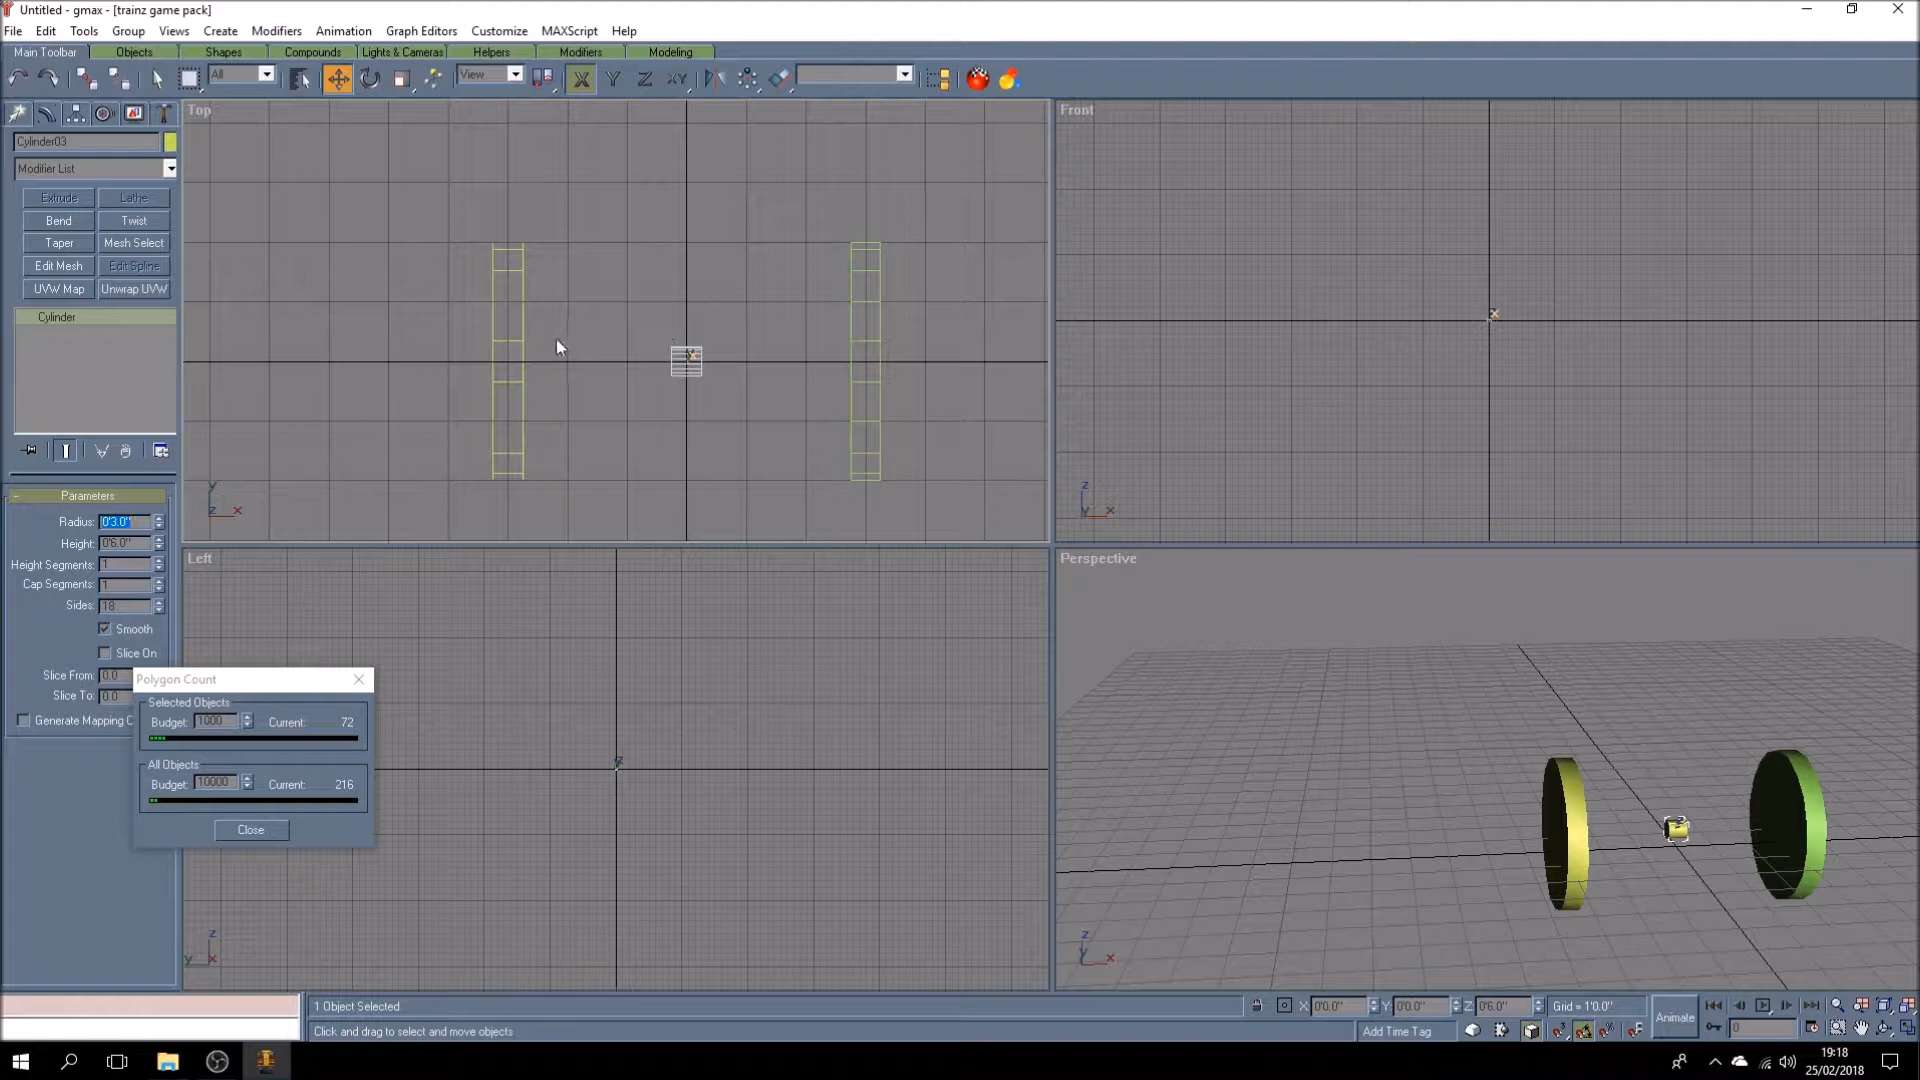 Untitled - gmax - [trainz game pack]
File Edit Tools Group Views Create Modifiers Animation Graph Editors Customize MAXScript Help
Main Toolbar Objects Shapes Compounds Lights & Cameras Helpers Modifiers Modeling
All View X Y Z XY
Top
Front
Cylinder03
Modifier List
Extrude Lathe
Bend Twist
Taper Mesh Select
Edit Mesh Edit Spline
UVW Map Unwrap UVW
Cylinder
Parameters
Radius: 0'3.0"
Height: 0'6.0"
Height Segments: 1
Cap Segments: 1
Sides: 18
Smooth
Slice On
Slice From: 0.0
Slice To: 0.0
Generate Mapping C
Left
Perspective
Polygon Count
Selected Objects
Budget: 1000 Current: 72
All Objects
Budget: 10000 Current: 216
Close
1 Object Selected
X: 0'0.0" Y: 0'0.0" Z: 0'6.0" Grid = 1'0.0"
Animate
Click and drag to select and move objects
Add Time Tag
0
19:18
25/02/2018